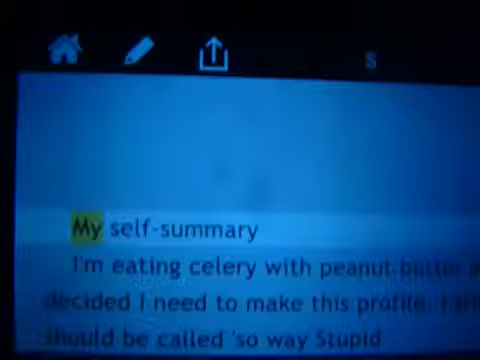 S
My self-summary
I'm eating celery with peanut butter
decided I need to make this profile. I
should be called 'so way Stupid